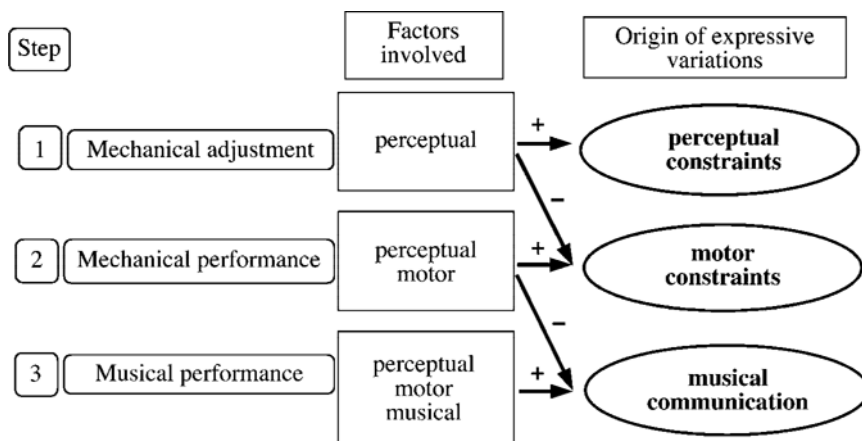 Step
Factors
involved
Origin of expressive
variations
1
Mechanical adjustment
perceptual
+
perceptual
constraints
−
2
Mechanical performance
perceptual
motor
+
motor
constraints
−
3
Musical performance
perceptual
motor
musical
+
musical
communication